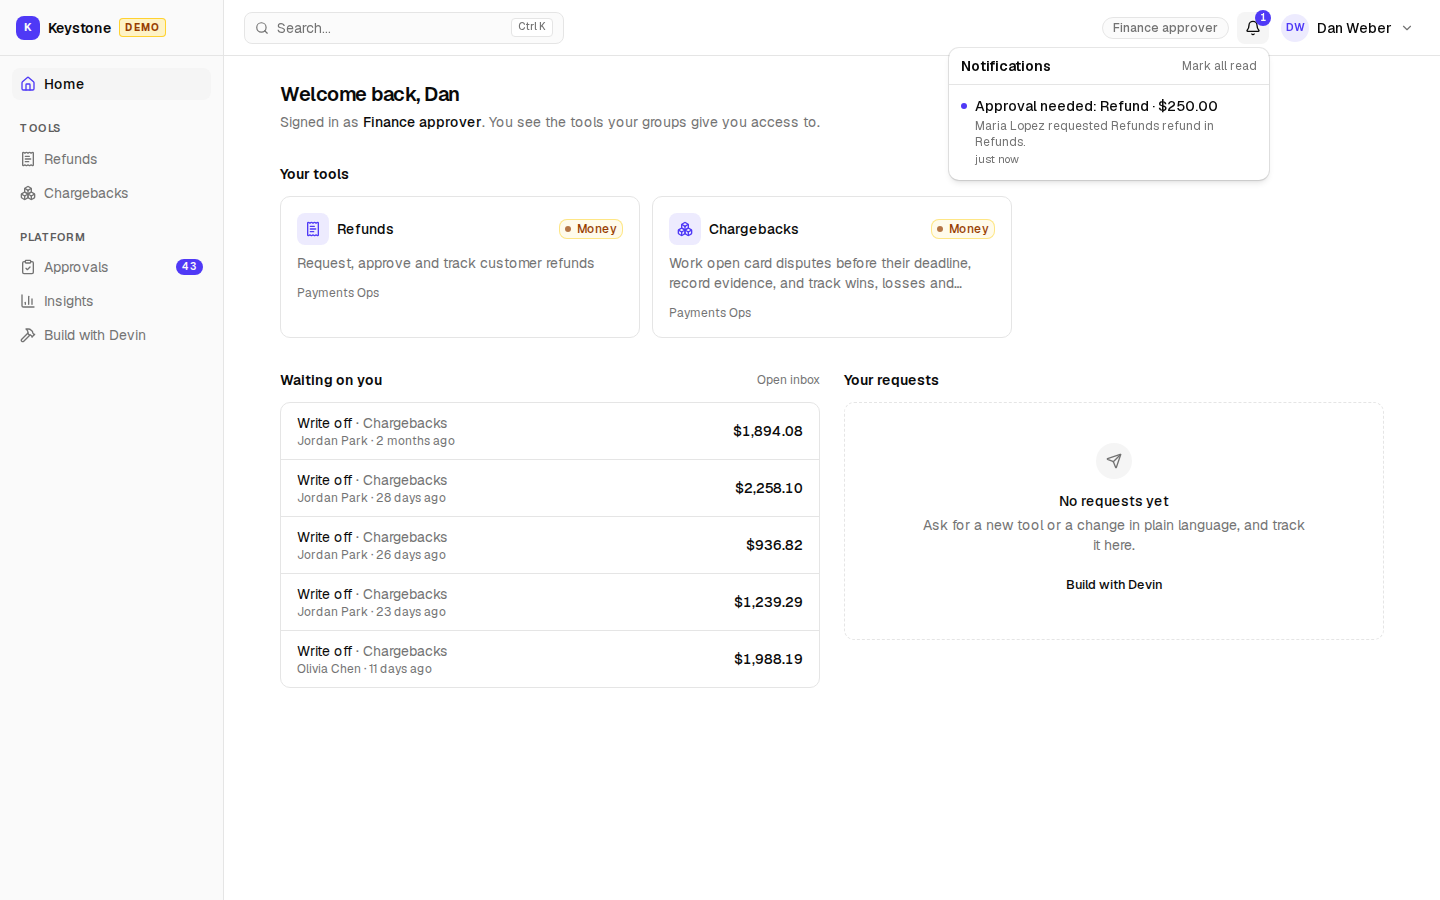 K Keystone DEMO
Search...
Ctrl K
Finance approver
1
DW Dan Weber
Home
TOOLS
Refunds
Chargebacks
PLATFORM
Approvals 43
Insights
Build with Devin
Notifications
Mark all read
Approval needed: Refund · $250.00
Maria Lopez requested Refunds refund in
Refunds.
just now
Welcome back, Dan
Signed in as Finance approver. You see the tools your groups give you access to.
Your tools
Refunds
Money
Request, approve and track customer refunds
Payments Ops
Chargebacks
Money
Work open card disputes before their deadline,
record evidence, and track wins, losses and…
Payments Ops
Waiting on you
Open inbox
Write off · Chargebacks
Jordan Park · 2 months ago
$1,894.08
Write off · Chargebacks
Jordan Park · 28 days ago
$2,258.10
Write off · Chargebacks
Jordan Park · 26 days ago
$936.82
Write off · Chargebacks
Jordan Park · 23 days ago
$1,239.29
Write off · Chargebacks
Olivia Chen · 11 days ago
$1,988.19
Your requests
No requests yet
Ask for a new tool or a change in plain language, and track
it here.
Build with Devin